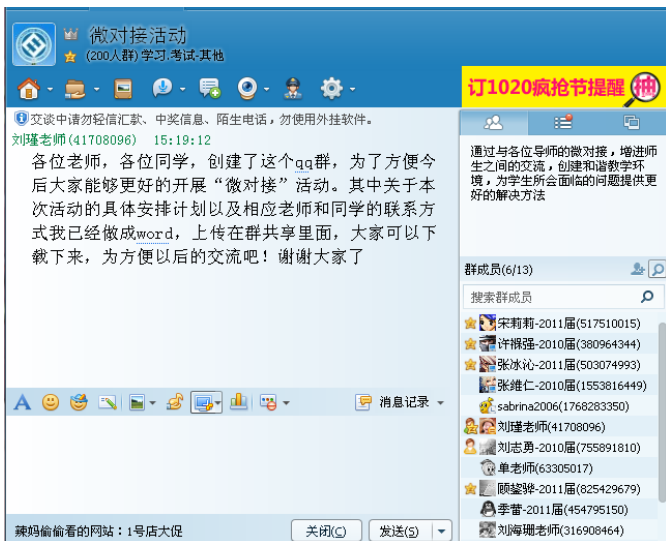 微对接活动
(200人群) 学习.考试-其他
订1020疯抢节提醒
抽
交谈中请勿轻信汇款、中奖信息、陌生电话，勿使用外挂软件。
刘瑾老师(41708096) 15:19:12
各位老师，各位同学，创建了这个qq群，为了方便今
后大家能够更好的开展“微对接”活动。其中关于本
次活动的具体安排计划以及相应老师和同学的联系方
式我已经做成word，上传在群共享里面，大家可以下
载下来，为方便以后的交流吧！谢谢大家了
A
消息记录
辣妈偷偷看的网站：1号店大促
关闭(C)
发送(S)
通过与各位导师的微对接，增进师
生之间的交流，创建和谐教学环
境，为学生所会面临的问题提供更
好的解决方法
群成员(6/13)
搜索群成员
宋莉莉-2011届(517510015)
许褓强-2010届(380964344)
张冰沁-2011届(503074993)
张维仁-2010届(1553816449)
sabrina2006(1768283350)
刘瑾老师(41708096)
刘志勇-2010届(755891810)
单老师(63305017)
顾鋆骅-2011届(825429679)
季蕾-2011届(454795150)
刘海珊老师(316908464)